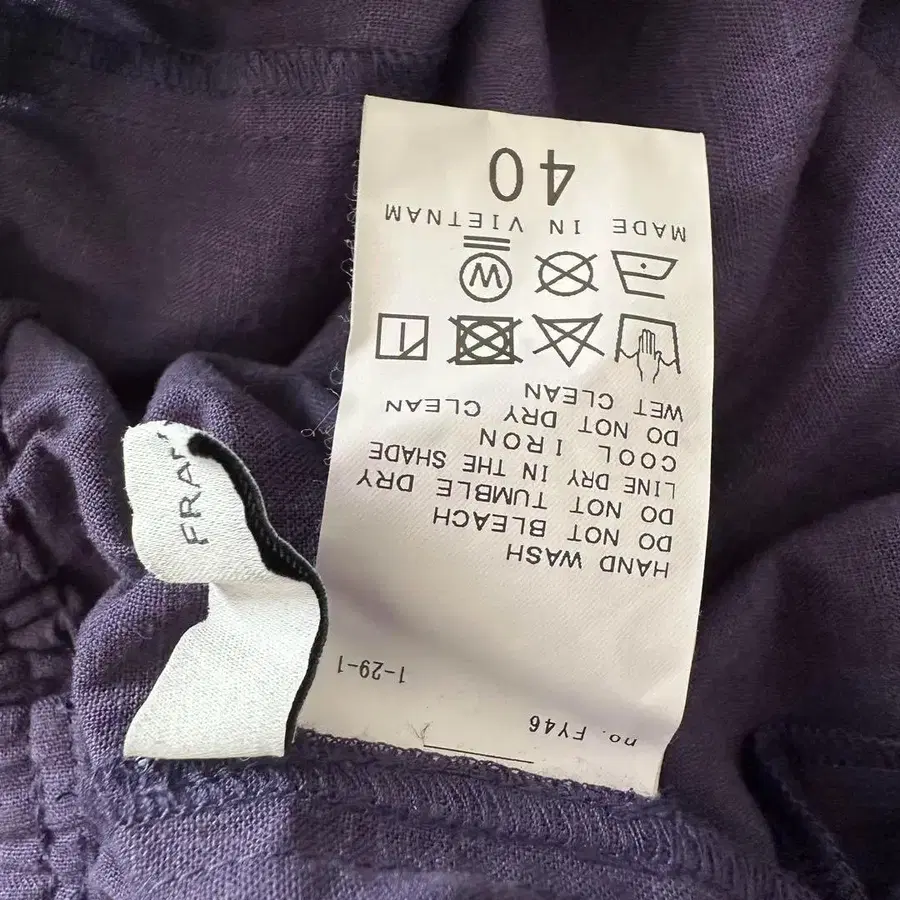 no. FY46
1-29-1
HAND WASH
DO NOT BLEACH
DO NOT TUMBLE DRY
LINE DRY IN THE SHADE
COOL IRON
DO NOT DRY CLEAN
WET CLEAN
W
MADE IN VIETNAM
40
FRA